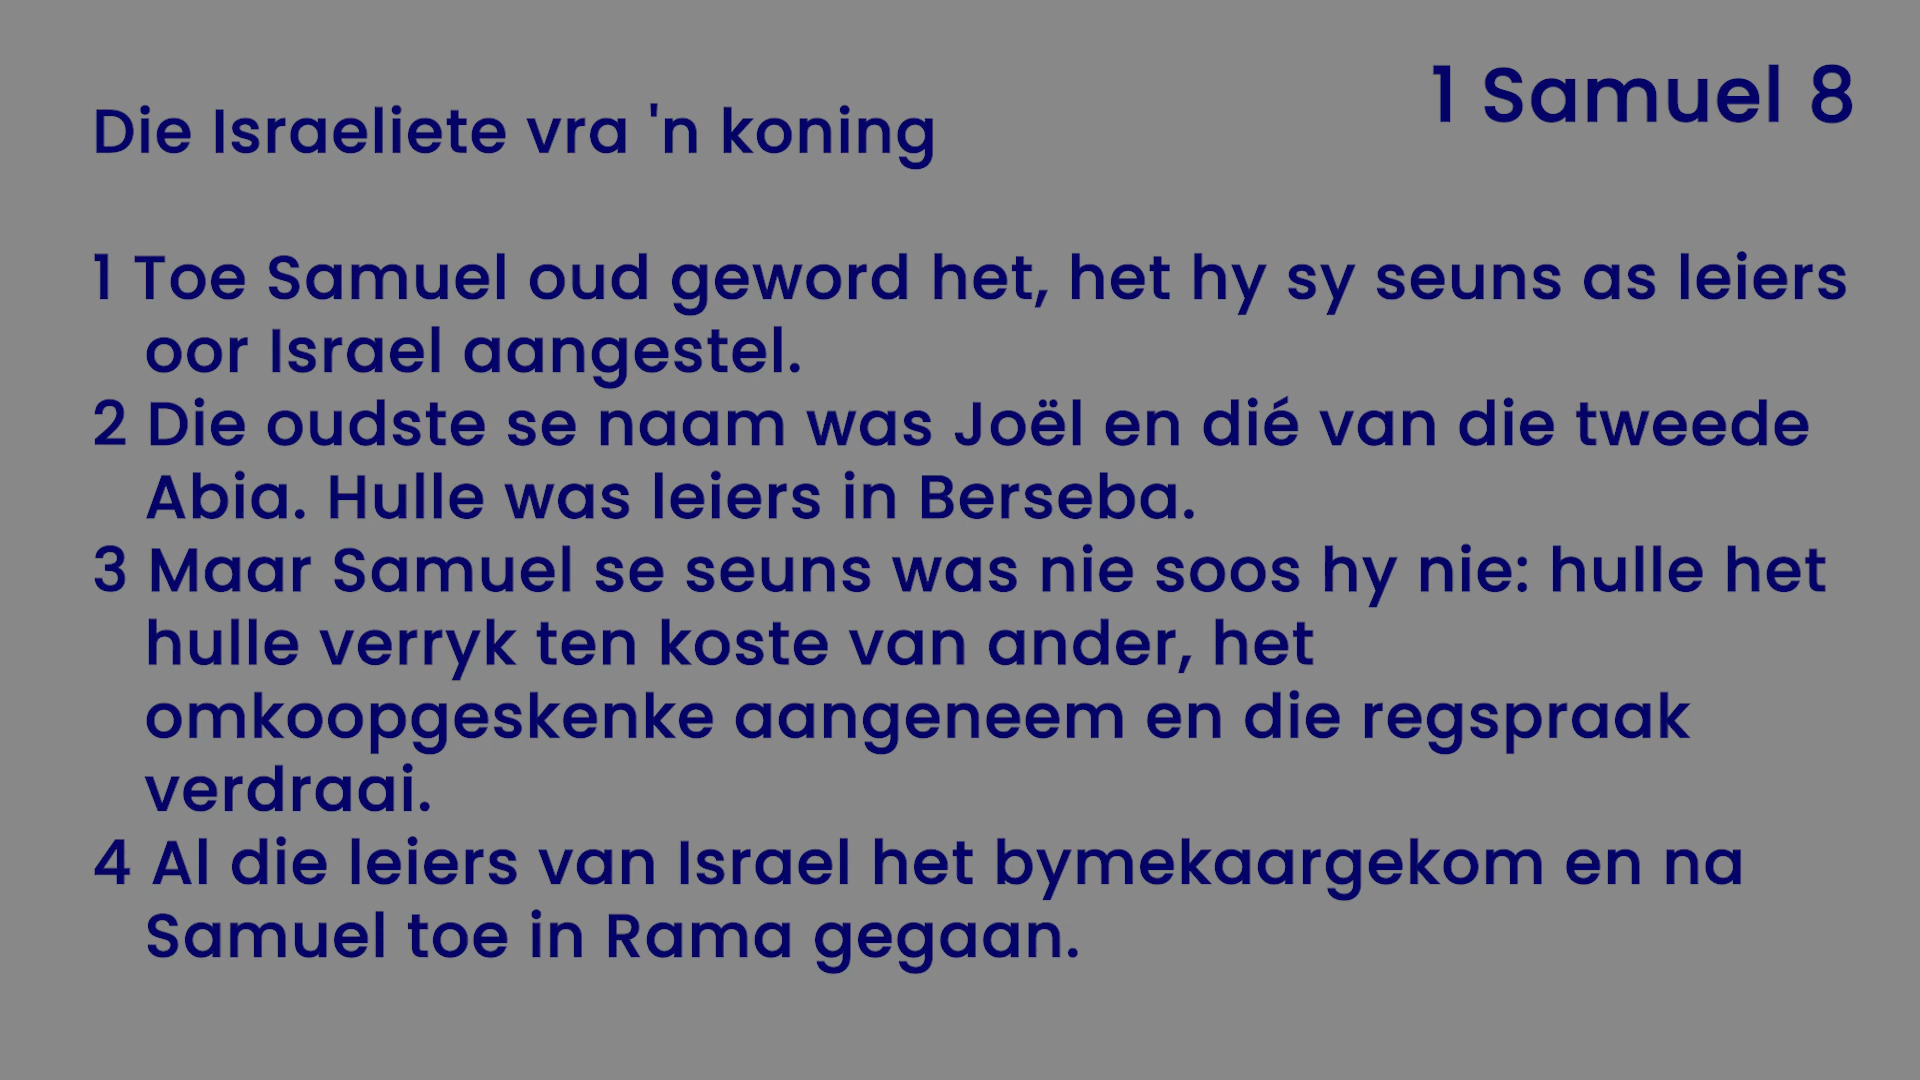 1 Samuel 8
Die Israeliete vra 'n koning
1 Toe Samuel oud geword het, het hy sy seuns as leiers
oor Israel aangestel.
2 Die oudste se naam was Joël en dié van die tweede
Abia. Hulle was leiers in Berseba.
3 Maar Samuel se seuns was nie soos hy nie: hulle het
hulle verryk ten koste van ander, het
omkoopgeskenke aangeneem en die regspraak
verdraai.
4 Al die leiers van Israel het bymekaargekom en na
Samuel toe in Rama gegaan.